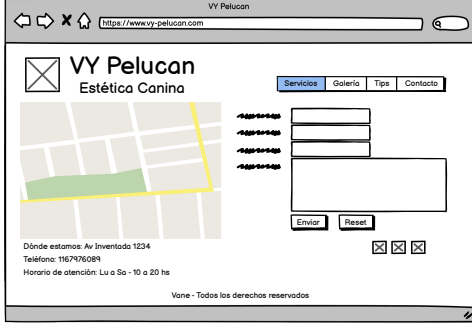 VY Pelucan
https://www.vy-pelucan.com
VY Pelucan
Estética Canina
Servicios Galería Tips Contacto
Enviar Reset
Dónde estamos: Av Inventada 1234
Teléfono: 1167976089
Horario de atención: Lu a Sa - 10 a 20 hs
Vane - Todos los derechos reservados